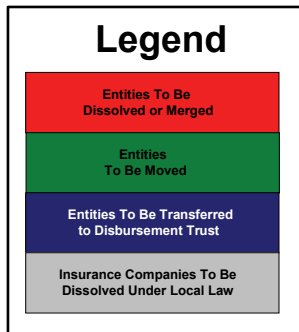 Legend
Entities To Be
Dissolved or Merged
Entities
To Be Moved
Entities To Be Transferred
to Disbursement Trust
Insurance Companies To Be
Dissolved Under Local Law